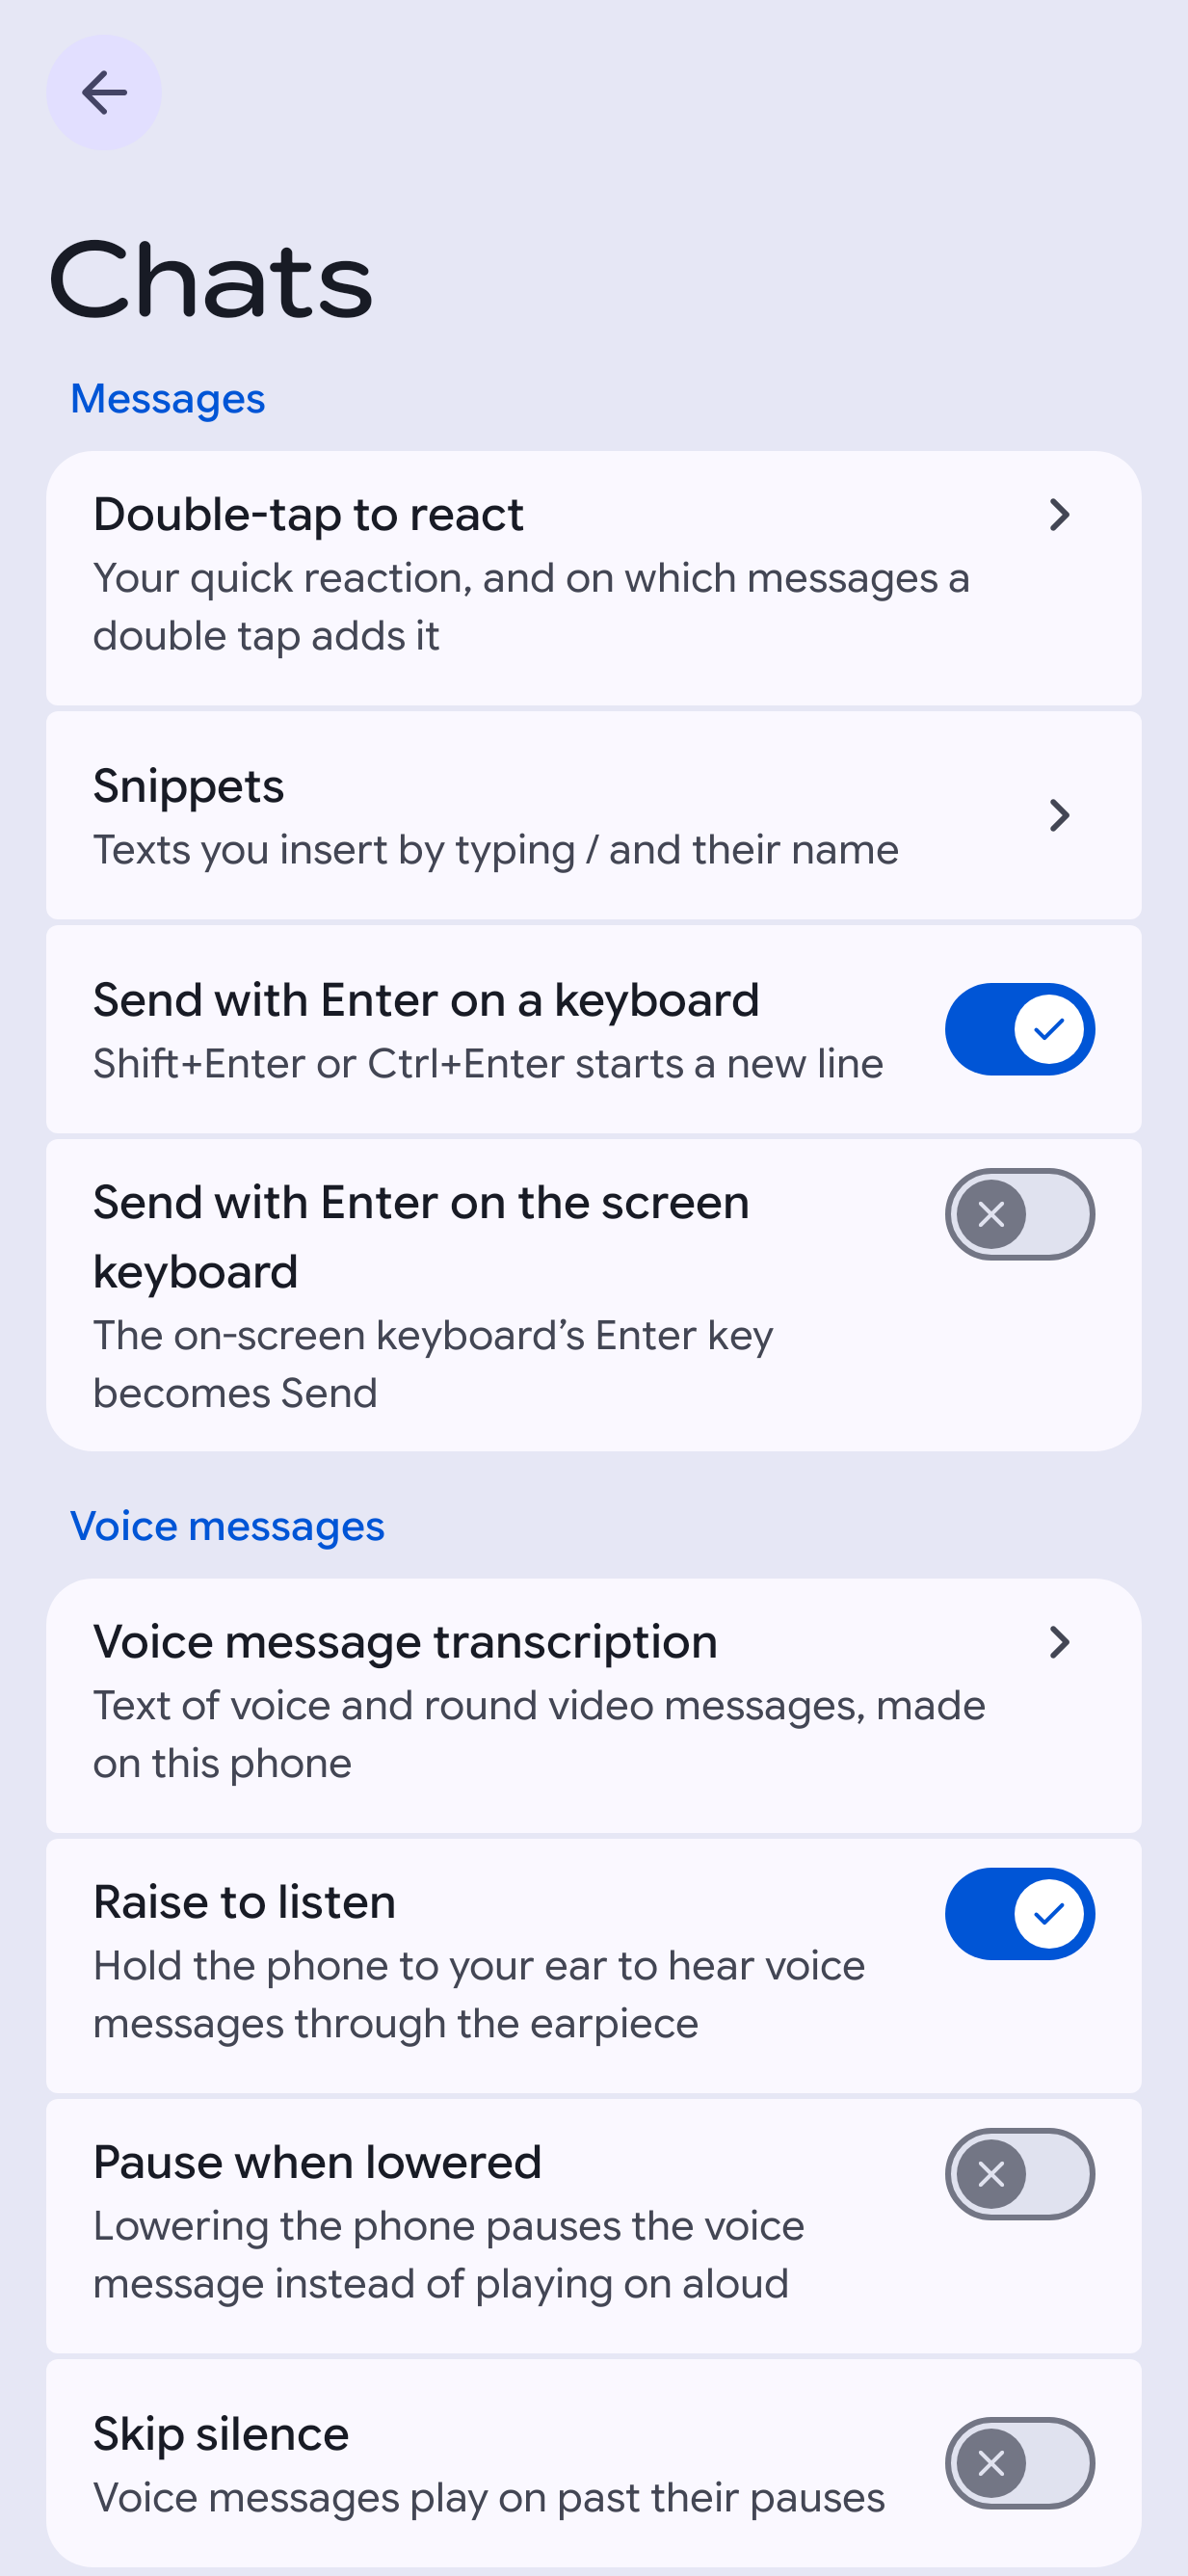 Chats
Messages
Double-tap to react
Your quick reaction, and on which messages a
double tap adds it
Snippets
Texts you insert by typing / and their name
Send with Enter on a keyboard
Shift+Enter or Ctrl+Enter starts a new line
Send with Enter on the screen
keyboard
The on-screen keyboard’s Enter key
becomes Send
Voice messages
Voice message transcription
Text of voice and round video messages, made
on this phone
Raise to listen
Hold the phone to your ear to hear voice
messages through the earpiece
Pause when lowered
Lowering the phone pauses the voice
message instead of playing on aloud
Skip silence
Voice messages play on past their pauses